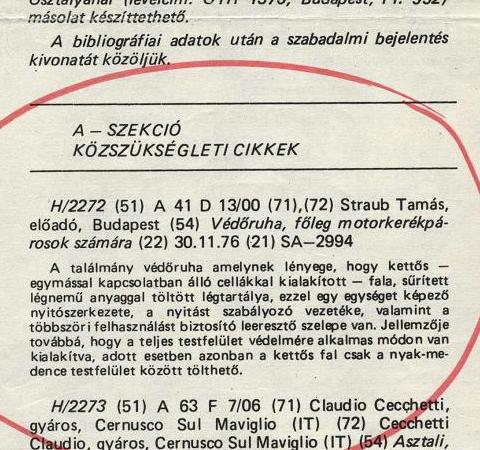 másolat készíttethető.
A bibliográfiai adatok után a szabadalmi bejelentés
kivonatát közöljük.
A – SZEKCIÓ
KÖZSZÜKSÉGLETI CIKKEK
H/2272 (51) A 41 D 13/00 (71),(72) Straub Tamás,
előadó, Budapest (54) Védőruha, főleg motorkerékpá-
rosok számára (22) 30.11.76 (21) SA–2994
A találmány védőruha amelynek lényege, hogy kettős –
egymással kapcsolatban álló cellákkal kialakított – fala, sűrített
légnemű anyaggal töltött légtartálya, ezzel egy egységet képező
nyitószerkezete, a nyitást szabályozó vezetéke, valamint a
többszöri felhasználást biztosító leeresztő szelepe van. Jellemzője
továbbá, hogy a teljes testfelület védelmére alkalmas módon van
kialakítva, adott esetben azonban a kettős fal csak a nyak-me-
dence testfelület között tölthető.
H/2273 (51) A 63 F 7/06 (71) Claudio Cecchetti,
gyáros, Cernusco Sul Maviglio (IT) (72) Cecchetti
Claudio, gyáros, Cernusco Sul Maviglio (IT) (54) Asztali,